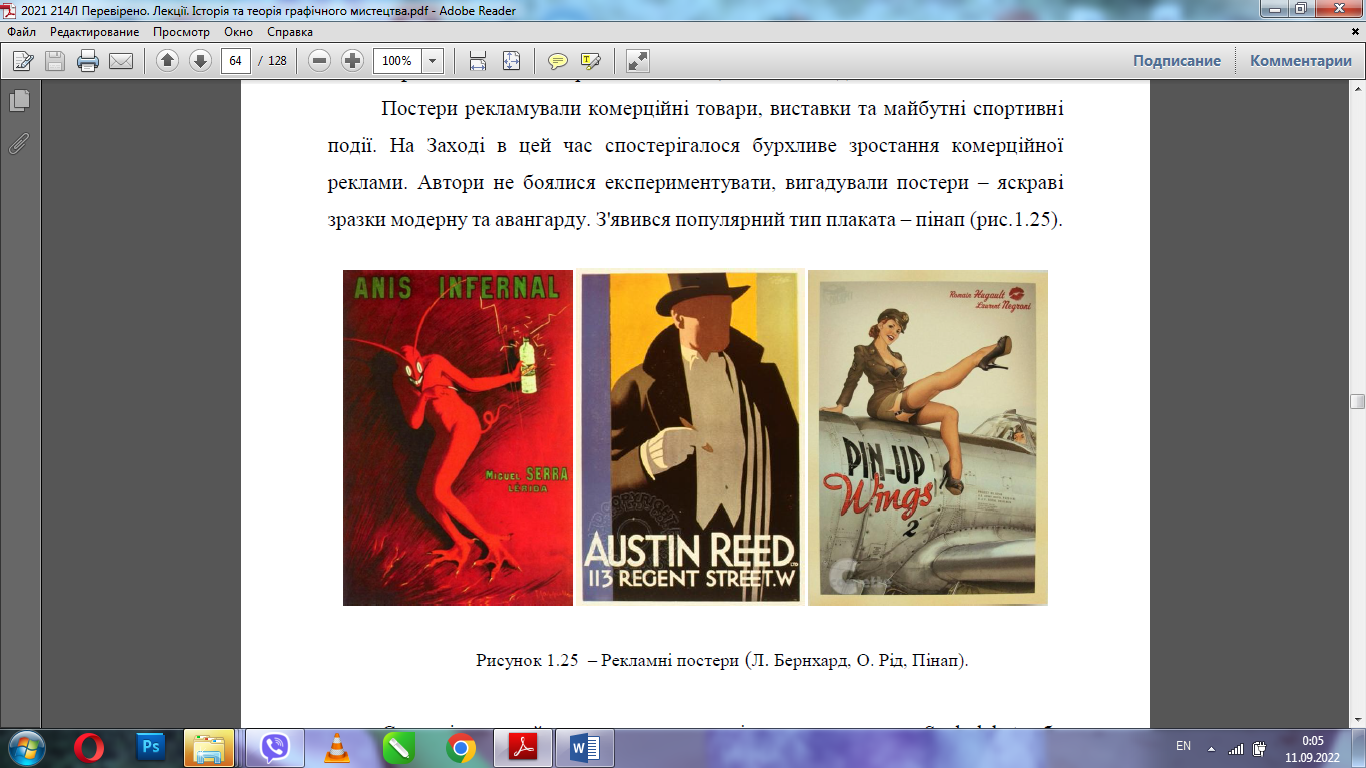 2021 214Л Перевірено. Лекції. Історія та теорія графічного мистецтва.pdf - Adobe Reader
Файл Редактирование Просмотр Окно Справка
64 / 128 100% Подписание Комментарии
Постери рекламували комерційні товари, виставки та майбутні спортивні
події. На Заході в цей час спостерігалося бурхливе зростання комерційної
реклами. Автори не боялися експериментувати, вигадували постери – яскраві
зразки модерну та авангарду. З'явився популярний тип плаката – пінап (рис.1.25).
ANIS INFERNAL
MIGUEL SERRA
LERIDA
AUSTIN REED LTD
113 REGENT STREET.W
Romain Hugault
Laurent Negroni
PIN-UP
Wings
2
Рисунок 1.25 – Рекламні постери (Л. Бернхард, О. Рід, Пінап).
Ps
W
EN
0:05
11.09.2022